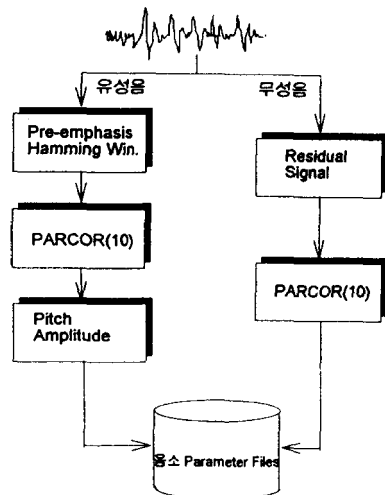 유성음
무성음
Pre-emphasis
Hamming Win.
Residual
Signal
PARCOR(10)
PARCOR(10)
Pitch
Amplitude
음소 Parameter Files